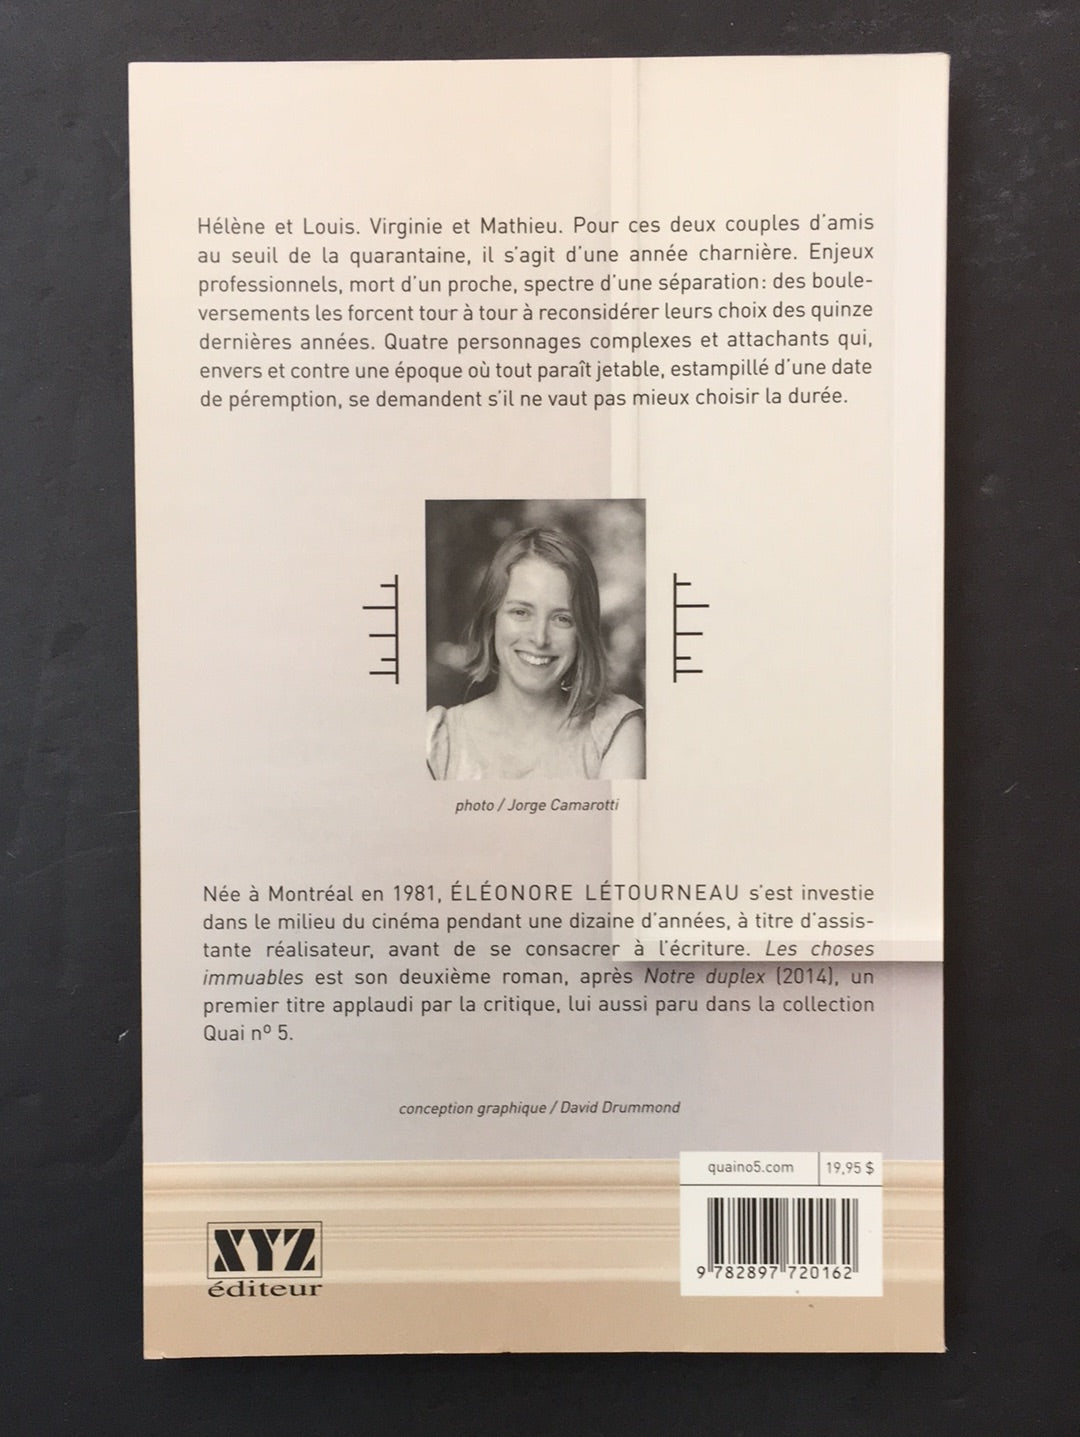 Hélène et Louis. Virginie et Mathieu. Pour ces deux couples d'amis
au seuil de la quarantaine, il s'agit d'une année charnière. Enjeux
professionnels, mort d'un proche, spectre d'une séparation: des boule-
versements les forcent tour à tour à reconsidérer leurs choix des quinze
dernières années. Quatre personnages complexes et attachants qui,
envers et contre une époque où tout paraît jetable, estampillé d'une date
de péremption, se demandent s'il ne vaut pas mieux choisir la durée.
photo / Jorge Camarotti
Née à Montréal en 1981, ÉLÉONORE LÉTOURNEAU s'est investie
dans le milieu du cinéma pendant une dizaine d'années, à titre d'assis-
tante réalisateur, avant de se consacrer à l'écriture. Les choses
immuables est son deuxième roman, après Notre duplex (2014), un
premier titre applaudi par la critique, lui aussi paru dans la collection
Quai nº 5.
conception graphique / David Drummond
quaino5.com 19,95 $
XYZ
éditeur
9 782897 720162